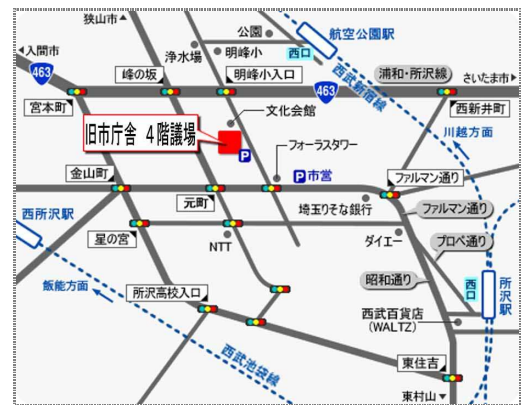 狭山市
公園
航空公園駅
西口
浄水場
明峰小
入間市
463
峰の坂
明峰小入口
463
浦和・所沢線
さいたま市
西武新宿線
宮本町
文化会館
西新井町
旧市庁舎 4階議場
川越方面
フォーラスタワー
P
P市営
金山町
ファルマン通り
元町
埼玉りそな銀行
ファルマン通り
西所沢駅
星の宮
NTT
ダイエー
プロペ通り
飯能方面
所沢高校入口
昭和通り
西口
所沢駅
西武百貨店
(WALTZ)
西武池袋線
東住吉
東村山